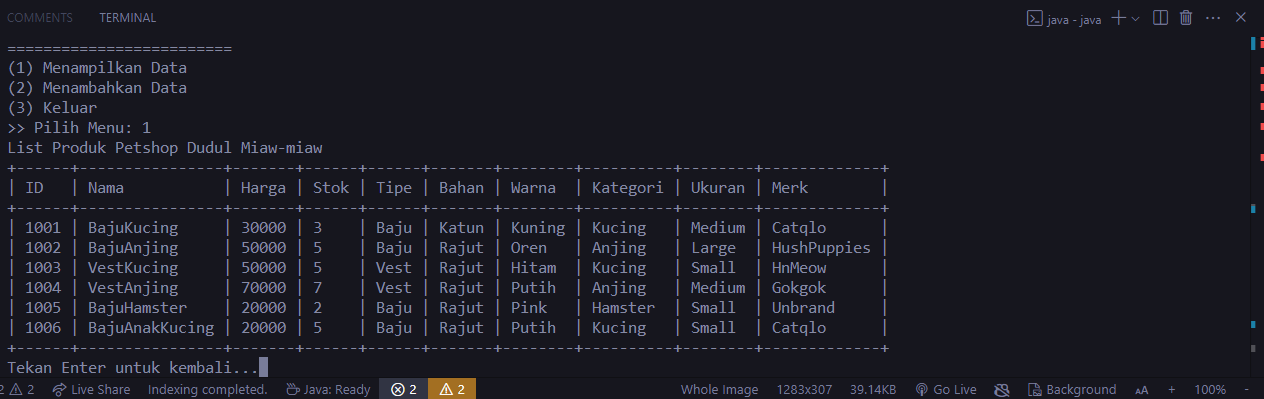 COMMENTS TERMINAL java - java
=========================
(1) Menampilkan Data
(2) Menambahkan Data
(3) Keluar
>> Pilih Menu: 1
List Produk Petshop Dudul Miaw-miaw
+------+----------------+-------+------+------+-------+--------+----------+--------+-------------+
| ID   | Nama           | Harga | Stok | Tipe | Bahan | Warna  | Kategori | Ukuran | Merk        |
+------+----------------+-------+------+------+-------+--------+----------+--------+-------------+
| 1001 | BajuKucing     | 30000 | 3    | Baju | Katun | Kuning | Kucing   | Medium | Catqlo      |
| 1002 | BajuAnjing     | 50000 | 5    | Baju | Rajut | Oren   | Anjing   | Large  | HushPuppies |
| 1003 | VestKucing     | 50000 | 5    | Vest | Rajut | Hitam  | Kucing   | Small  | HnMeow      |
| 1004 | VestAnjing     | 70000 | 7    | Vest | Rajut | Putih  | Anjing   | Medium | Gokgok      |
| 1005 | BajuHamster    | 20000 | 2    | Baju | Rajut | Pink   | Hamster  | Small  | Unbrand     |
| 1006 | BajuAnakKucing | 20000 | 5    | Baju | Rajut | Putih  | Kucing   | Small  | Catqlo      |
+------+----------------+-------+------+------+-------+--------+----------+--------+-------------+
Tekan Enter untuk kembali...
2 2 Live Share Indexing completed. Java: Ready 2 2 Whole Image 1283x307 39.14KB Go Live Background AA + 100% -